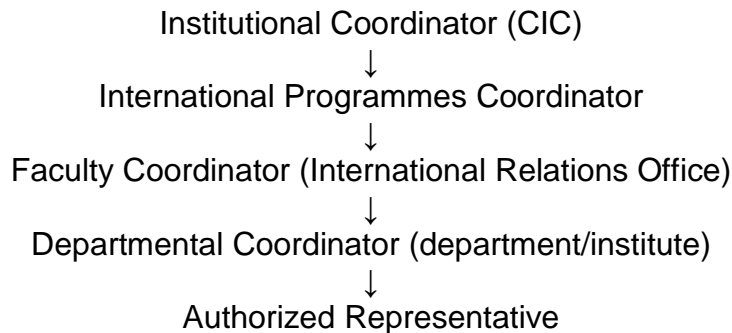 Institutional Coordinator (CIC)
↓
International Programmes Coordinator
↓
Faculty Coordinator (International Relations Office)
↓
Departmental Coordinator (department/institute)
↓
Authorized Representative